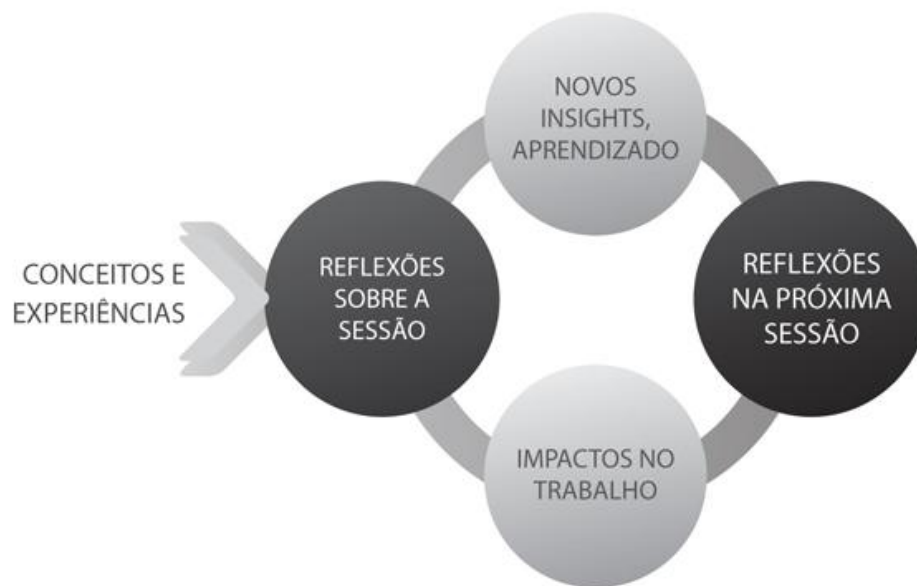 CONCEITOS E
EXPERIÊNCIAS
REFLEXÕES
SOBRE A
SESSÃO
NOVOS
INSIGHTS,
APRENDIZADO
REFLEXÕES
NA PRÓXIMA
SESSÃO
IMPACTOS NO
TRABALHO